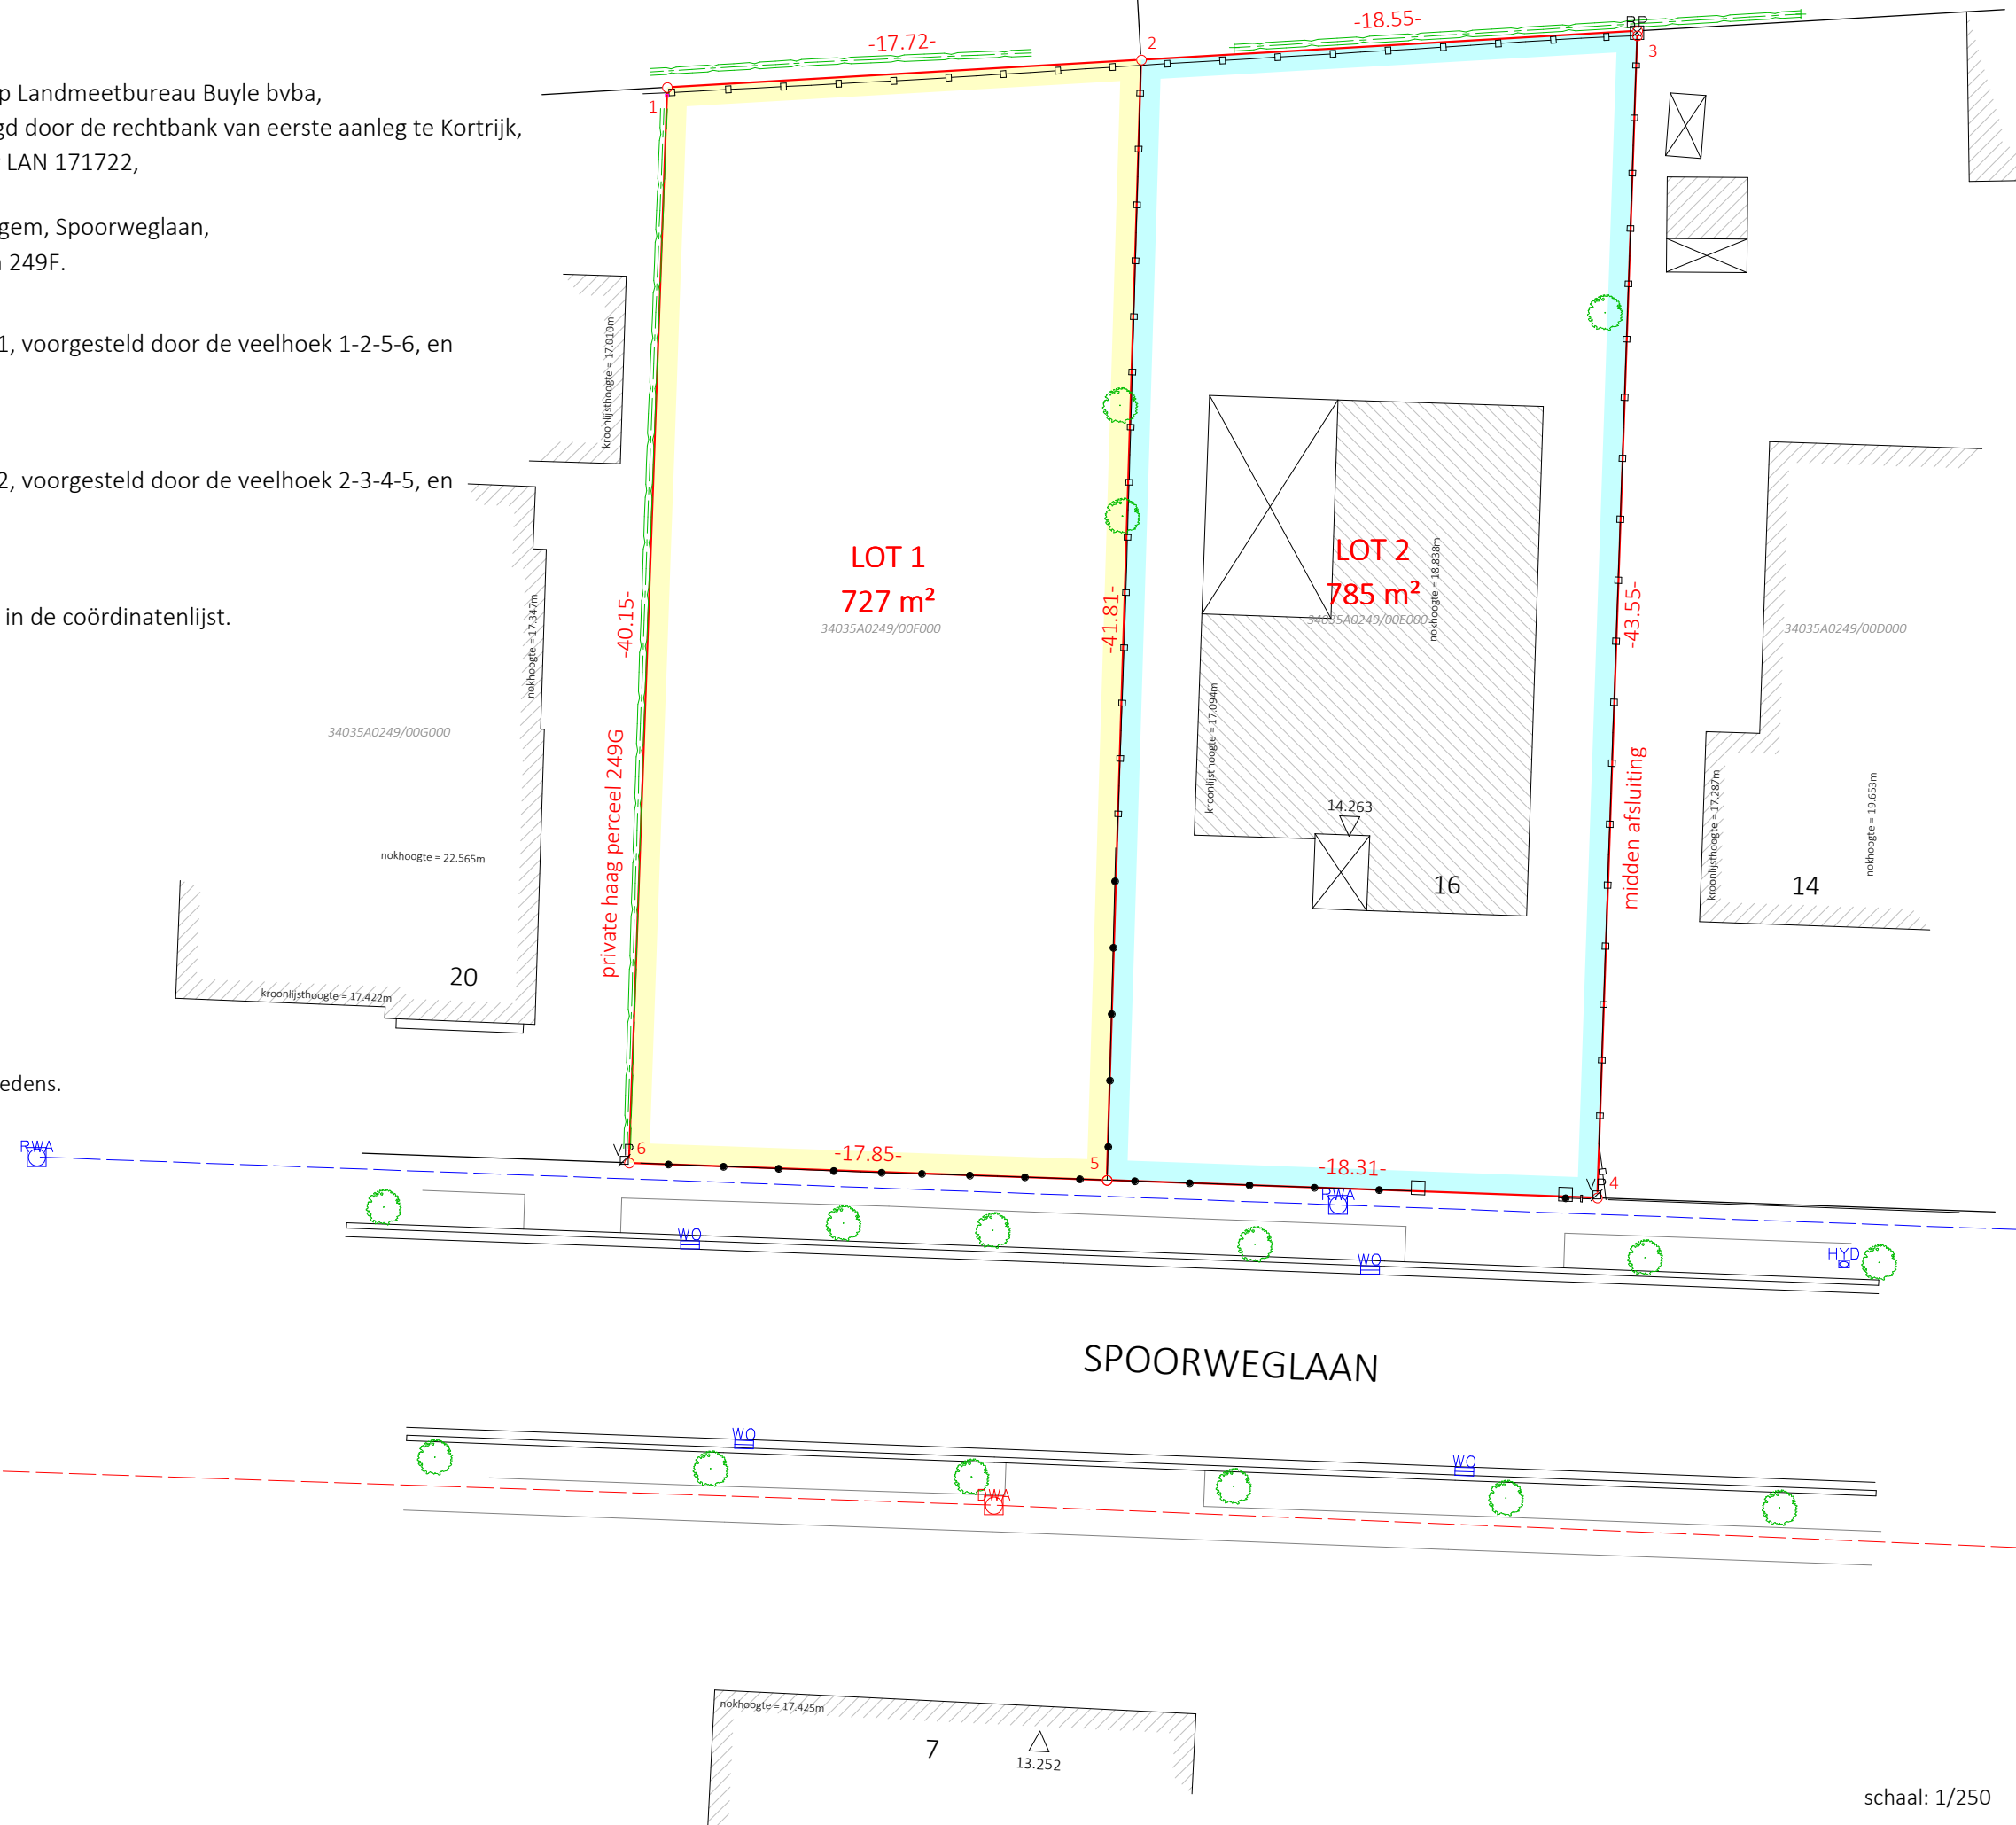 p Landmeetbureau Buyle bvba,
gd door de rechtbank van eerste aanleg te Kortrijk,
LAN 171722,
gem, Spoorweglaan,
249F.
1, voorgesteld door de veelhoek 1-2-5-6, en
2, voorgesteld door de veelhoek 2-3-4-5, en
in de coördinatenlijst.
edens.
-17.72-
-18.55-
1
2
RP
3
kroonlijsthoogte = 17.010m
nokhoogte = 17.347m
34035A0249/00G000
nokhoogte = 22.565m
20
kroonlijsthoogte = 17.422m
-40.15-
private haag perceel 249G
LOT 1
727 m²
34035A0249/00F000
-41.81-
LOT 2
785 m²
34035A0249/00E000
nokhoogte = 18.838m
kroonlijsthoogte = 17.094m
14.263
16
-43.55-
midden afsluiting
34035A0249/00D000
kroonlijsthoogte = 17.287m
nokhoogte = 19.653m
14
RWA
VP
6
-17.85-
5
-18.31-
RWA
VP
4
WO
WO
HYD
SPOORWEGLAAN
WO
WO
DWA
nokhoogte = 17.425m
7
13.252
schaal: 1/250